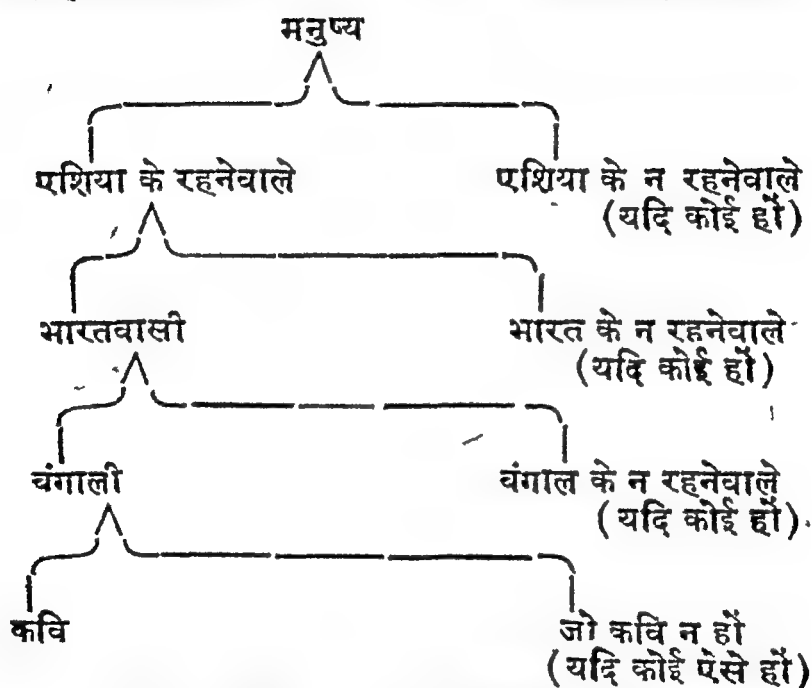 मनुष्य
एशिया के रहनेवाले एशिया के न रहनेवाले
(यदि कोई हों)
भारतवासी भारत के न रहनेवाले
(यदि कोई हों)
वंगाली वंगाल के न रहनेवाले
(यदि कोई हों)
कवि जो कवि न हों
(यदि कोई ऐसे हों)